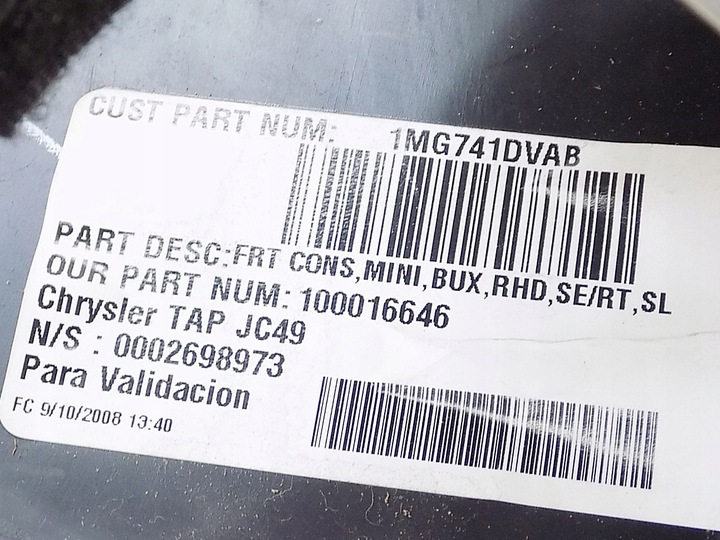 CUST PART NUM: 1MG741DVAB
PART DESC:FRT CONS,MINI,BUX,RHD,SE/RT,SL
OUR PART NUM: 100016646
Chrysler TAP JC49
N/S : 0002698973
Para Validacion
FC 9/10/2008 13:40